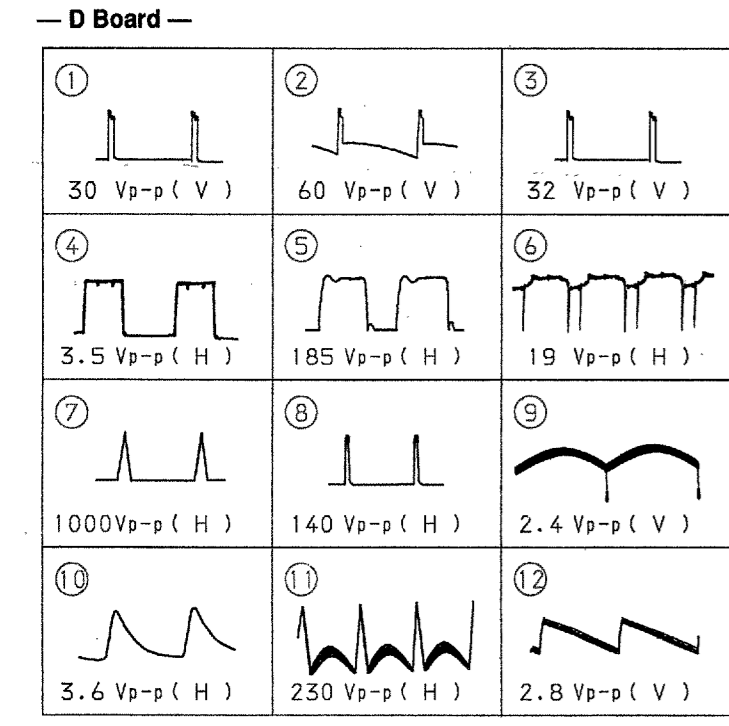 — D Board —
① ② ③
30 Vp-p ( V ) 60 Vp-p ( V ) 32 Vp-p ( V )
④ ⑤ ⑥
3.5 Vp-p ( H ) 185 Vp-p ( H ) 19 Vp-p ( H )
⑦ ⑧ ⑨
1000Vp-p ( H ) 140 Vp-p ( H ) 2.4 Vp-p ( V )
⑩ ⑪ ⑫
3.6 Vp-p ( H ) 230 Vp-p ( H ) 2.8 Vp-p ( V )